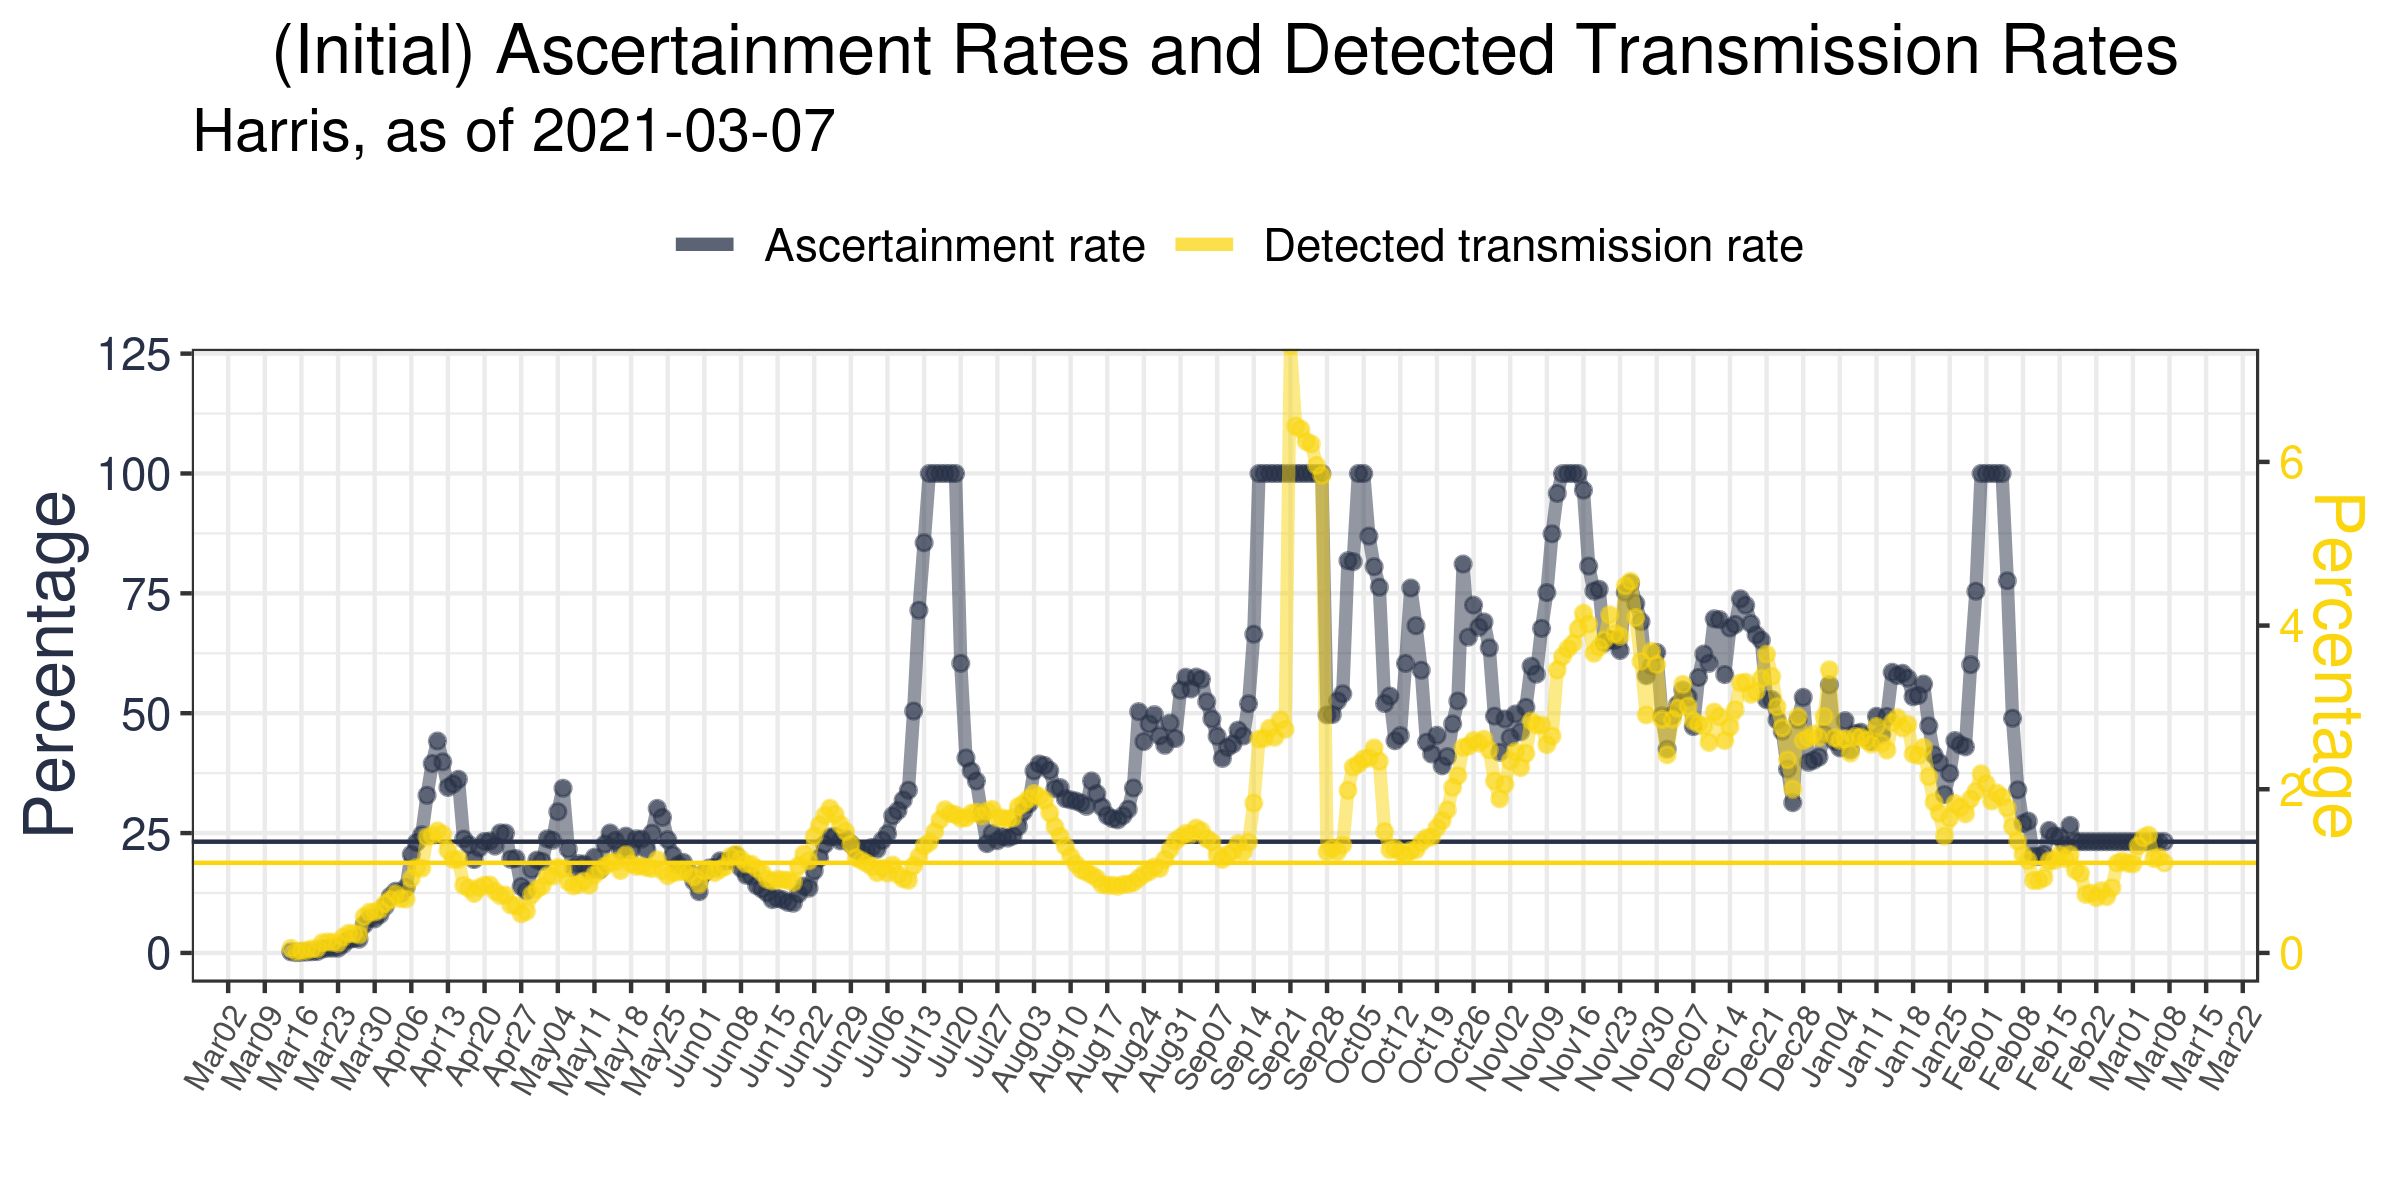 (Initial) Ascertainment Rates and Detected Transmission Rates
Harris, as of 2021-03-07
Ascertainment rate Detected transmission rate
125
100
75
50
25
0
Percentage
6
4
2
0
Percentage
Mar02 Mar09 Mar16 Mar23 Mar30 Apr06 Apr13 Apr20 Apr27 May04 May11 May18 May25 Jun01 Jun08 Jun15 Jun22 Jun29 Jul06 Jul13 Jul20 Jul27 Aug03 Aug10 Aug17 Aug24 Aug31 Sep07 Sep14 Sep21 Sep28 Oct05 Oct12 Oct19 Oct26 Nov02 Nov09 Nov16 Nov23 Nov30 Dec07 Dec14 Dec21 Dec28 Dec04 Jan11 Jan18 Jan25 Feb01 Feb08 Feb15 Feb22 Mar01 Mar08 Mar15 Mar22